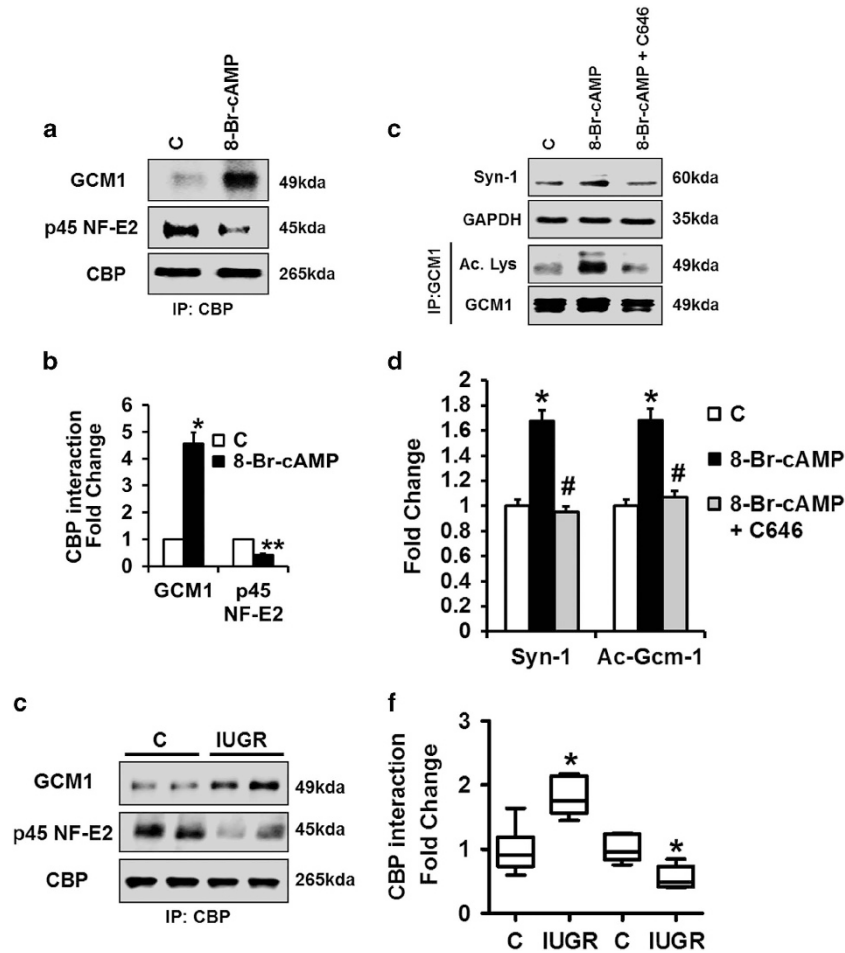 a
C
8-Br-cAMP
GCM1
49kda
p45 NF-E2
45kda
CBP
265kda
IP: CBP
c
C
8-Br-cAMP
8-Br-cAMP + C646
Syn-1
60kda
GAPDH
35kda
IP:GCM1
Ac. Lys
49kda
GCM1
49kda
b
CBP interaction
Fold Change
6
5
4
3
2
1
0
*
**
C
8-Br-cAMP
GCM1
p45
NF-E2
d
Fold Change
2
1.8
1.6
1.4
1.2
1
0.8
0.6
0.4
0.2
0
*
#
*
#
C
8-Br-cAMP
8-Br-cAMP
+ C646
Syn-1
Ac-Gcm-1
c
C
IUGR
GCM1
49kda
p45 NF-E2
45kda
CBP
265kda
IP: CBP
f
CBP interaction
Fold Change
3
2
1
0
*
*
C
IUGR
C
IUGR